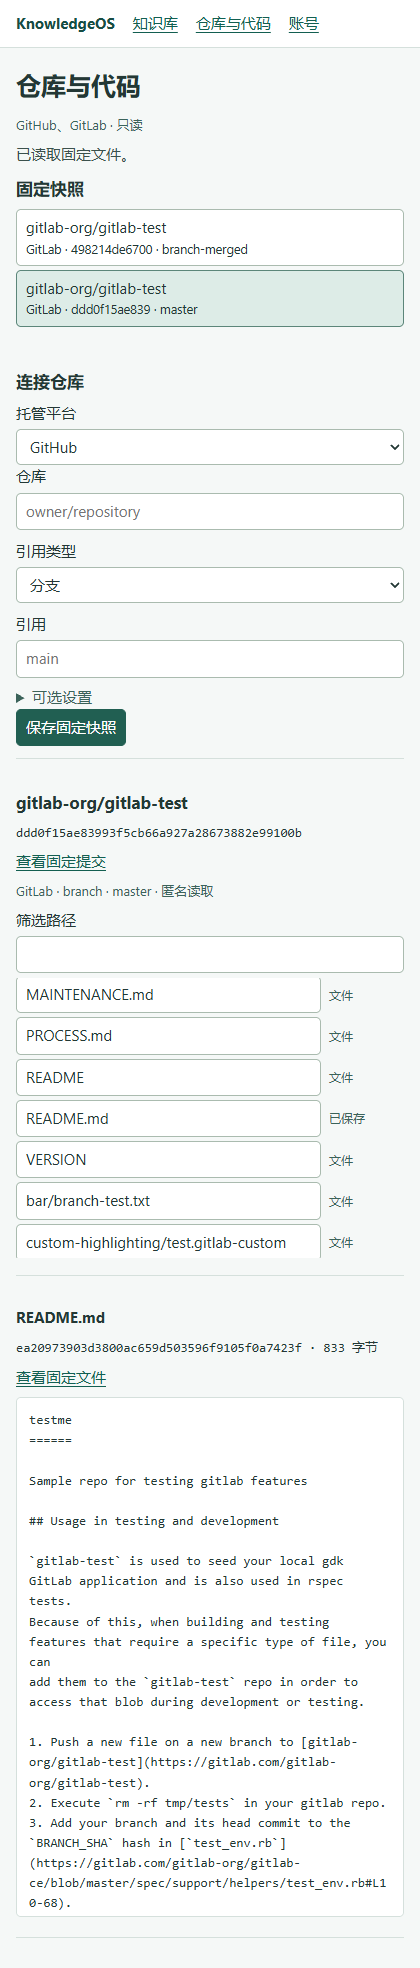 KnowledgeOS 知识库 仓库与代码 账号
仓库与代码
GitHub、GitLab · 只读
已读取固定文件。
固定快照
gitlab-org/gitlab-test
GitLab · 498214de6700 · branch-merged
gitlab-org/gitlab-test
GitLab · ddd0f15ae839 · master
连接仓库
托管平台
GitHub
仓库
owner/repository
引用类型
分支
引用
main
可选设置
保存固定快照
gitlab-org/gitlab-test
ddd0f15ae83993f5cb66a927a28673882e99100b
查看固定提交
GitLab · branch · master · 匿名读取
筛选路径
MAINTENANCE.md 文件
PROCESS.md 文件
README 文件
README.md 已保存
VERSION 文件
bar/branch-test.txt 文件
custom-highlighting/test.gitlab-custom 文件
README.md
ea20973903d3800ac659d503596f9105f0a7423f · 833 字节
查看固定文件
testme
======
Sample repo for testing gitlab features
## Usage in testing and development
`gitlab-test` is used to seed your local gdk
GitLab application and is also used in rspec
tests.
Because of this, when building and testing
features that require a specific type of file, you
can
add them to the `gitlab-test` repo in order to
access that blob during development or testing.
1. Push a new file on a new branch to [gitlab-
org/gitlab-test](https://gitlab.com/gitlab-
org/gitlab-test).
2. Execute `rm -rf tmp/tests` in your gitlab repo.
3. Add your branch and its head commit to the
`BRANCH_SHA` hash in [`test_env.rb`]
(https://gitlab.com/gitlab-org/gitlab-
ce/blob/master/spec/support/helpers/test_env.rb#L1
0-68).